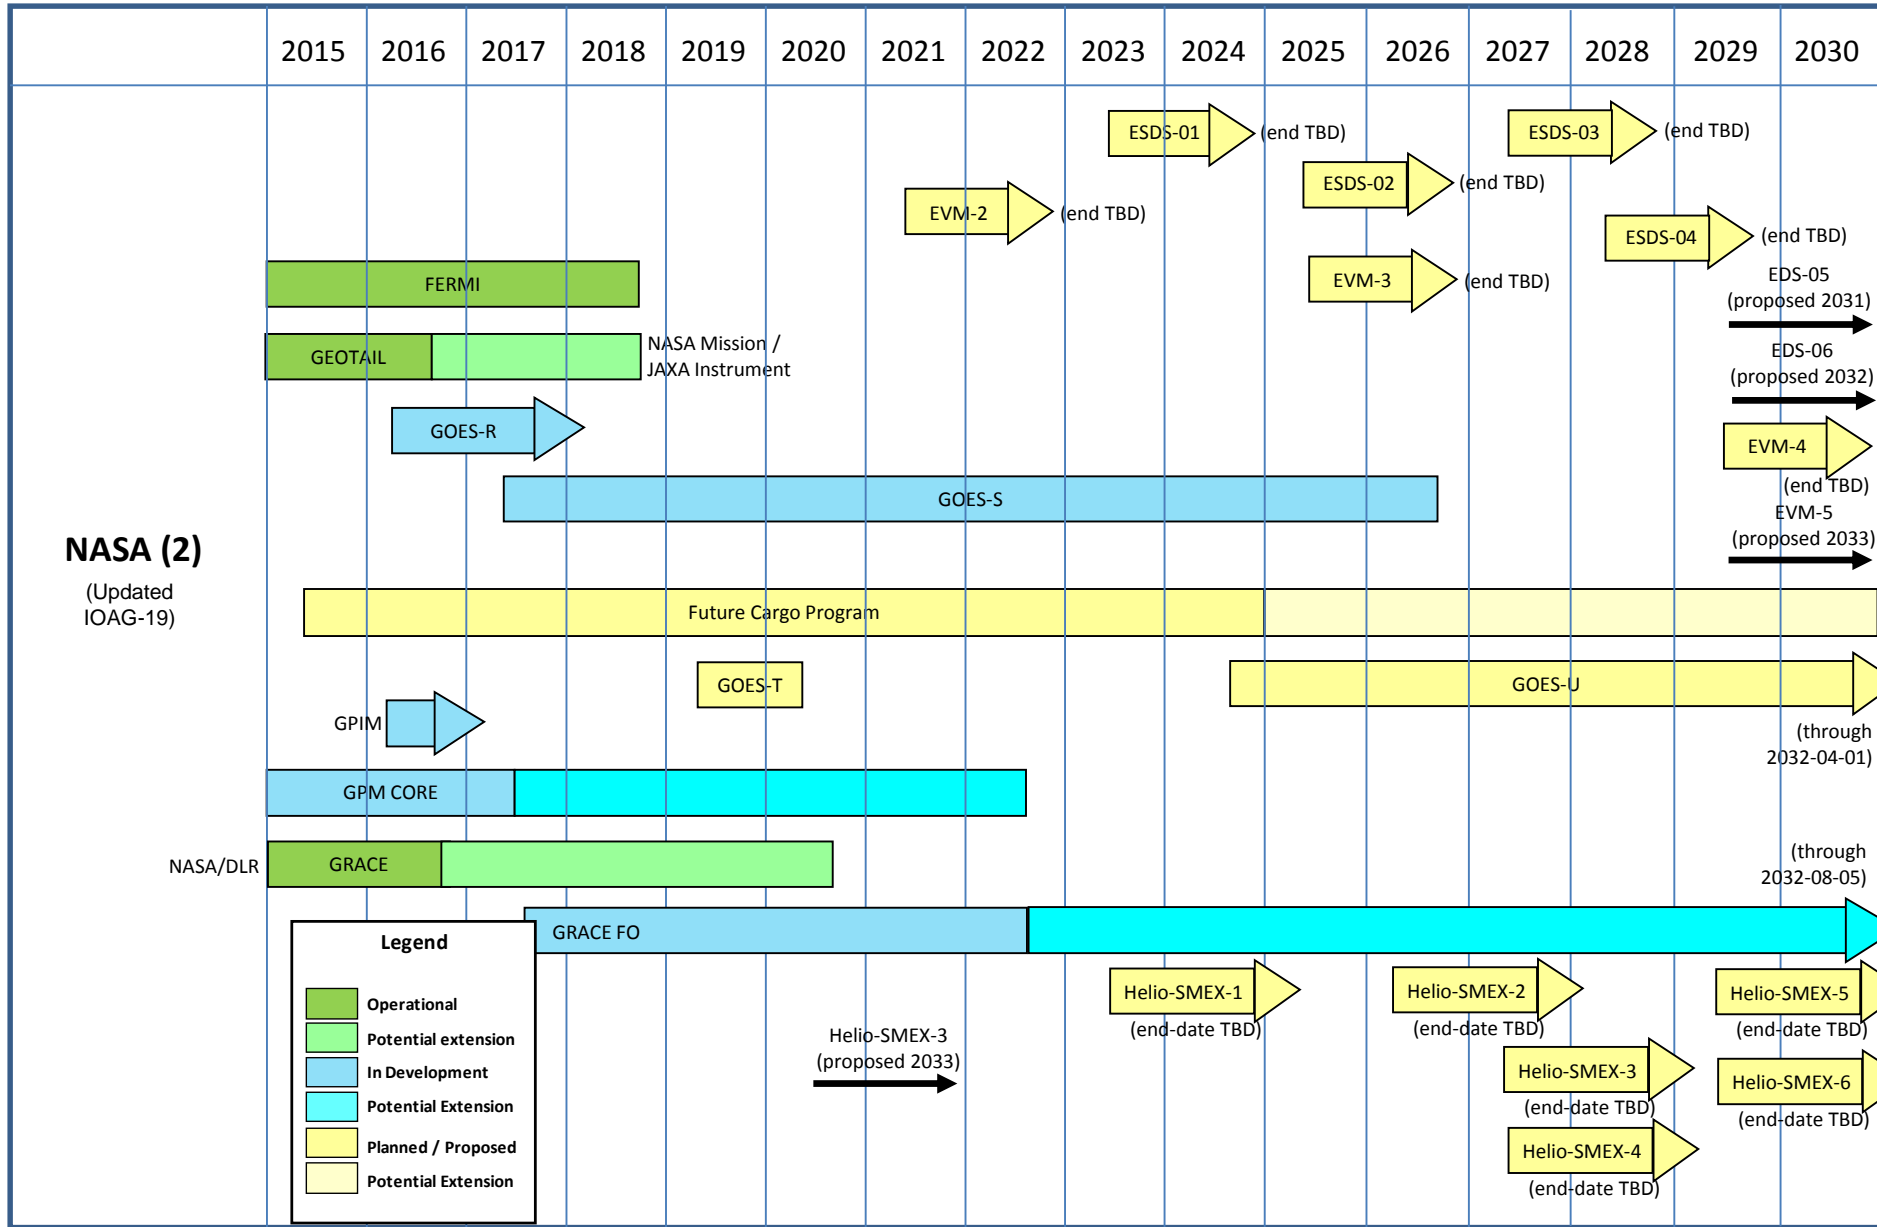 2015 2016 2017 2018 2019 2020 2021 2022 2023 2024 2025 2026 2027 2028 2029 2030
NASA (2)
(Updated
IOAG-19)
ESDS-01 (end TBD)
ESDS-03 (end TBD)
ESDS-02 (end TBD)
EVM-2 (end TBD)
ESDS-04 (end TBD)
FERMI
EVM-3 (end TBD)
EDS-05
(proposed 2031)
GEOTAIL
NASA Mission /
JAXA Instrument
EDS-06
(proposed 2032)
GOES-R
EVM-4
(end TBD)
GOES-S
EVM-5
(proposed 2033)
Future Cargo Program
GOES-T
GOES-U
(through
2032-04-01)
GPIM
GPM CORE
NASA/DLR
GRACE
(through
2032-08-05)
GRACE FO
Helio-SMEX-1
(end-date TBD)
Helio-SMEX-2
(end-date TBD)
Helio-SMEX-5
(end-date TBD)
Helio-SMEX-3
(proposed 2033)
Helio-SMEX-3
(end-date TBD)
Helio-SMEX-6
(end-date TBD)
Helio-SMEX-4
(end-date TBD)
Legend
Operational
Potential extension
In Development
Potential Extension
Planned / Proposed
Potential Extension